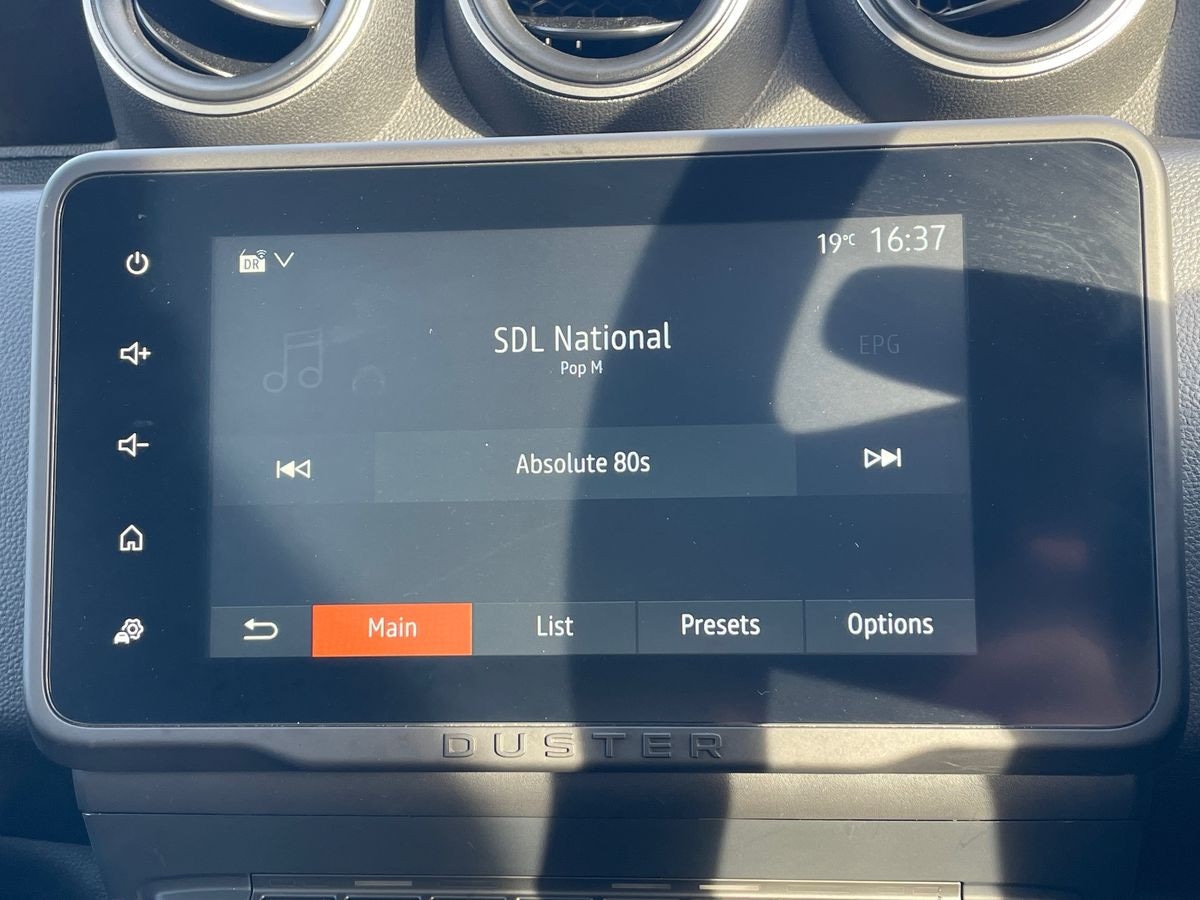 DR
19°C 16:37
SDL National
Pop M
EPG
Absolute 80s
Main List Presets Options
DUSTER